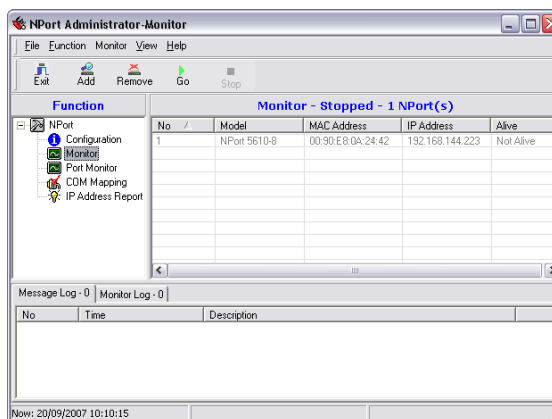 NPort Administrator-Monitor
File Function Monitor View Help
Exit Add Remove Go Stop
Function
Monitor - Stopped - 1 NPort(s)
NPort
Configuration
Monitor
Port Monitor
COM Mapping
IP Address Report
No Model MAC Address IP Address Alive
1 NPort 5610-8 00:90:E8:0A:24:42 192.168.144.223 Not Alive
Message Log - 0 Monitor Log - 0
No Time Description
Now: 20/09/2007 10:10:15